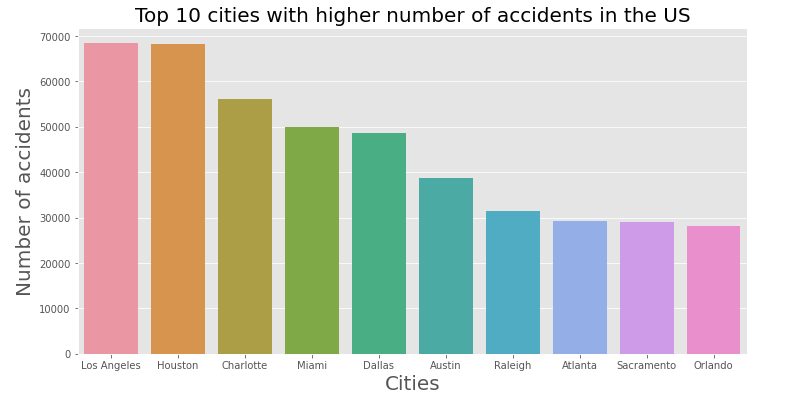 Top 10 cities with higher number of accidents in the US
Number of accidents
70000
60000
50000
40000
30000
20000
10000
0
Los Angeles Houston Charlotte Miami Dallas Austin Raleigh Atlanta Sacramento Orlando
Cities